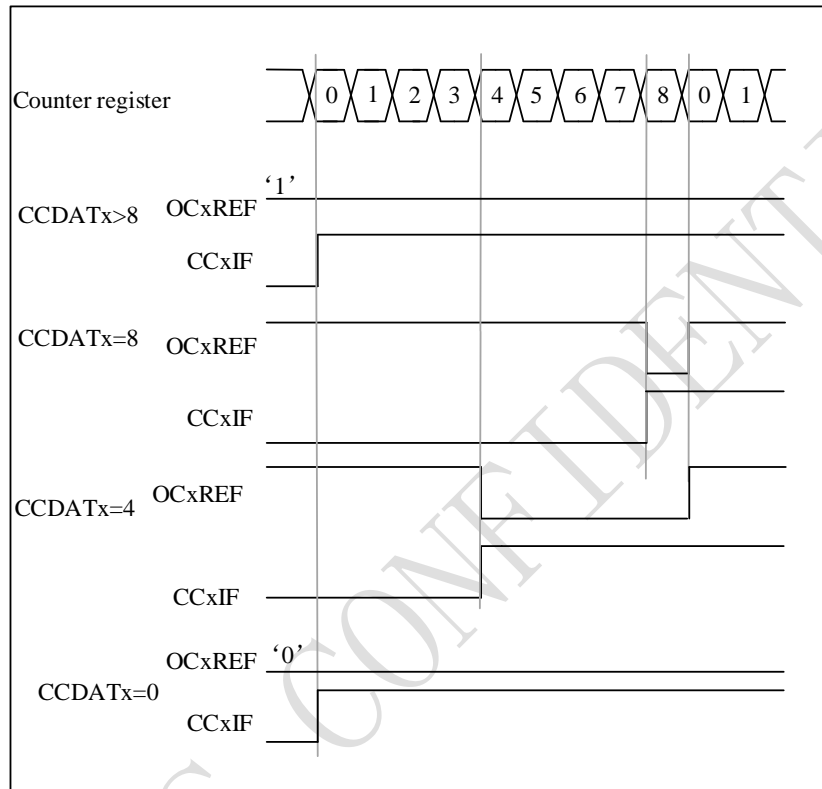 Counter register 0 1 2 3 4 5 6 7 8 0 1
‘1’
CCDATx>8 OCxREF
CCxIF
CCDATx=8 OCxREF
CCxIF
CCDATx=4 OCxREF
CCxIF
OCxREF ‘0’
CCDATx=0
CCxIF
CONFIDENT